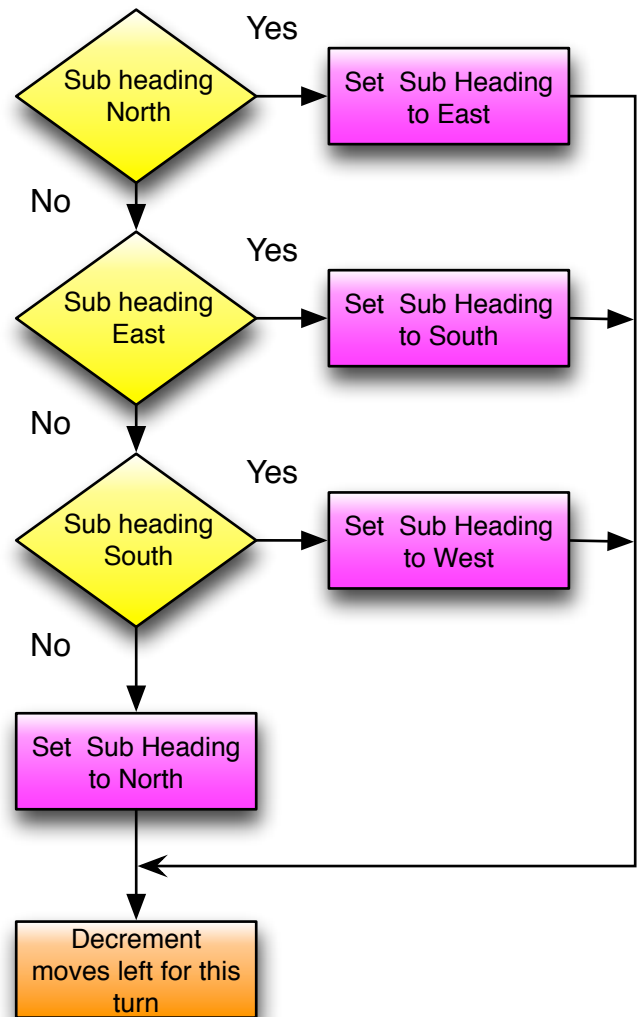 Yes
Sub heading
North
Set  Sub Heading
to East
No
Yes
Sub heading
East
Set  Sub Heading
to South
No
Yes
Sub heading
South
Set  Sub Heading
to West
No
Set  Sub Heading
to North
Decrement
moves left for this
turn